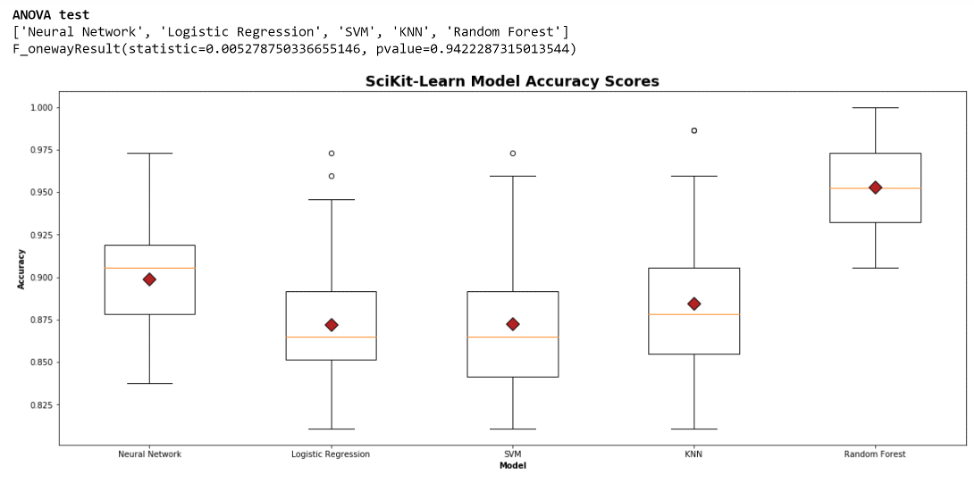 ANOVA test
['Neural Network', 'Logistic Regression', 'SVM', 'KNN', 'Random Forest']
F_onewayResult(statistic=0.005278750336655146, pvalue=0.9422287315013544)
SciKit-Learn Model Accuracy Scores
1.000
0.975
0.950
0.925
0.900
0.875
0.850
0.825
Accuracy
Neural Network
Logistic Regression
SVM
KNN
Random Forest
Model